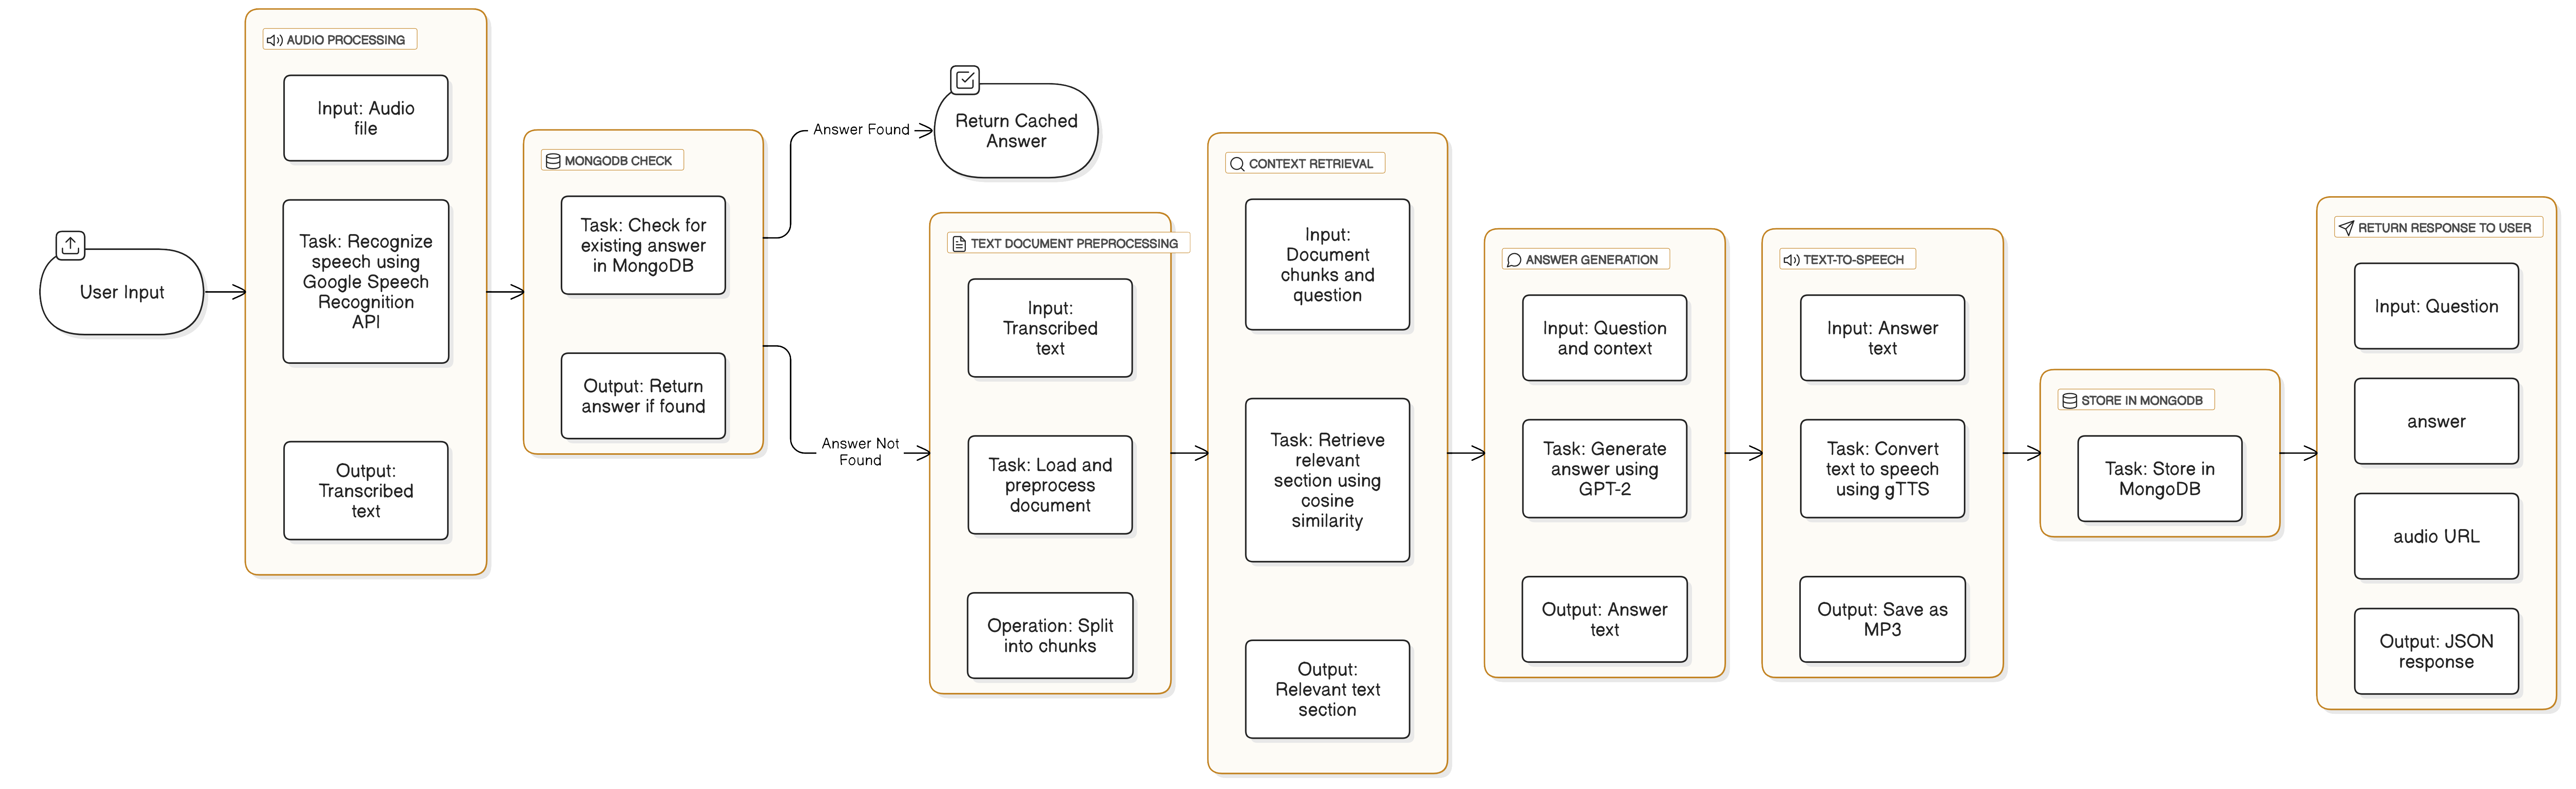 User Input
AUDIO PROCESSING
Input: Audio
file
Task: Recognize
speech using
Google Speech
Recognition
API
Output:
Transcribed
text
MONGODB CHECK
Task: Check for
existing answer
in MongoDB
Output: Return
answer if found
Answer Found
Return Cached
Answer
Answer Not
Found
TEXT DOCUMENT PREPROCESSING
Input:
Transcribed
text
Task: Load and
preprocess
document
Operation: Split
into chunks
CONTEXT RETRIEVAL
Input:
Document
chunks and
question
Task: Retrieve
relevant
section using
cosine
similarity
Output:
Relevant text
section
ANSWER GENERATION
Input: Question
and context
Task: Generate
answer using
GPT-2
Output: Answer
text
TEXT-TO-SPEECH
Input: Answer
text
Task: Convert
text to speech
using gTTS
Output: Save as
MP3
STORE IN MONGODB
Task: Store in
MongoDB
RETURN RESPONSE TO USER
Input: Question
answer
audio URL
Output: JSON
response